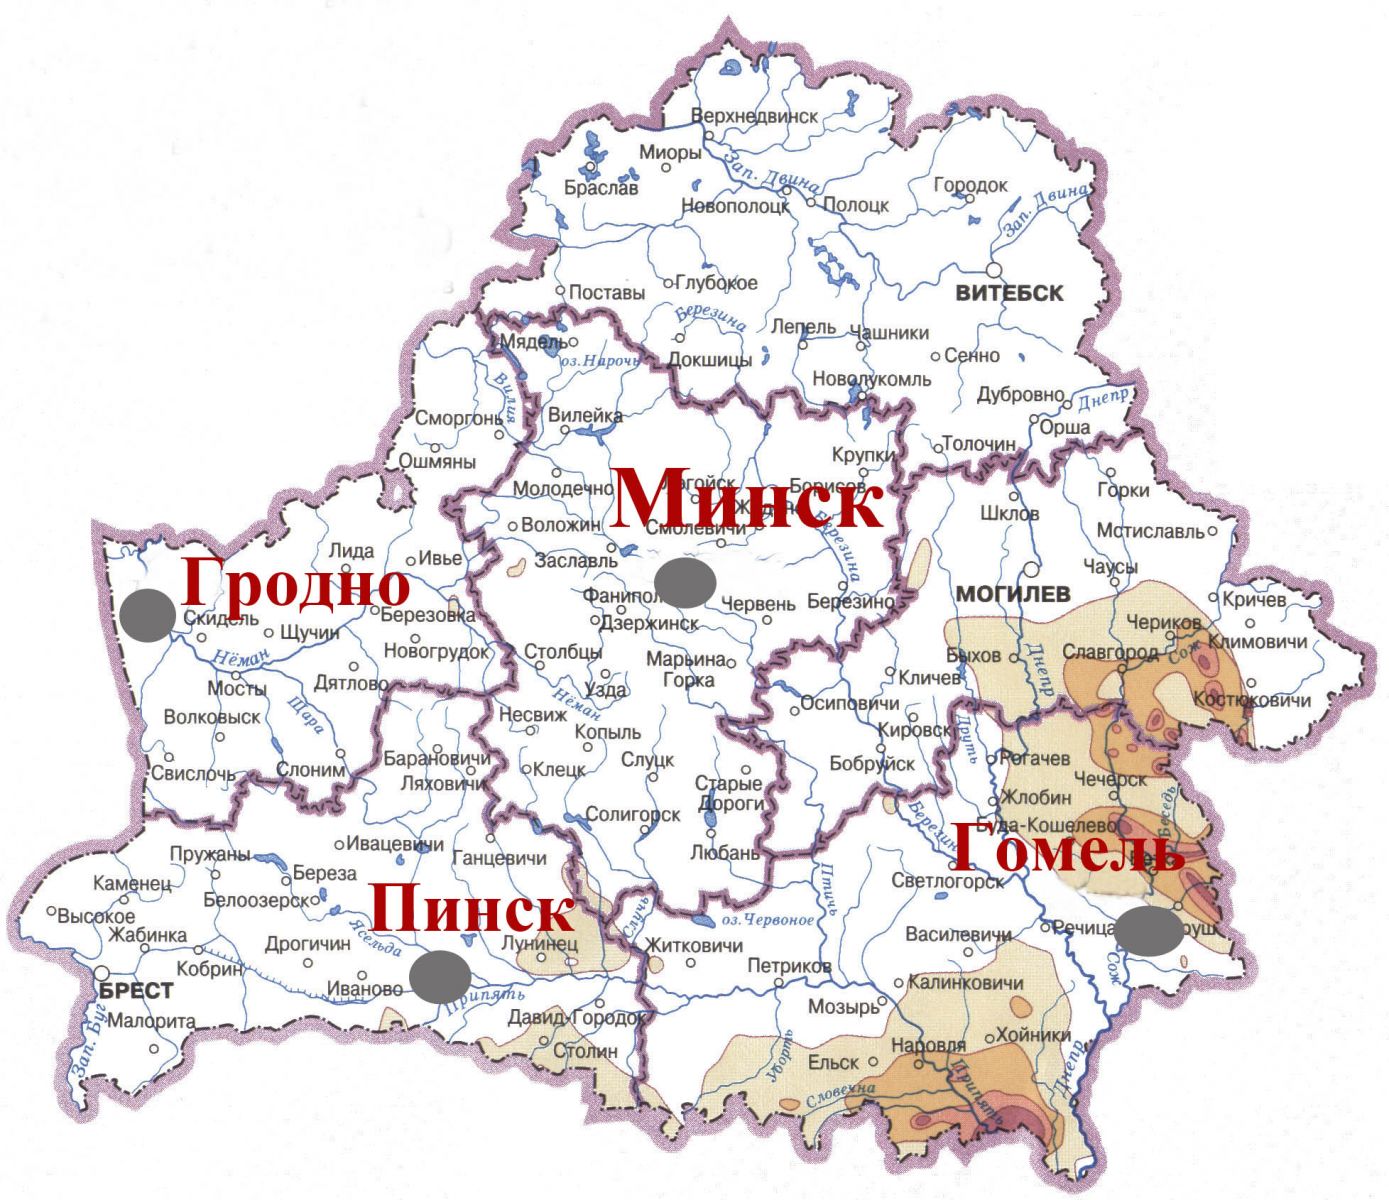 Верхнедвинск
Миоры
Зап. Двина
Браслав
Новополоцк
Полоцк
Городок
Зап. Двина
ВИТЕБСК
Поставы
Глубокое
Березина
Лепель
Чашники
Мядель
оз.Нарочь
Докшицы
Сенно
Новолукомль
Дубровно
Днепр
Вилия
Сморгонь
Вилейка
Орша
Толочин
Ошмяны
Крупки
Молодечно
Логойск
Борисов
Горки
Минск
Шклов
Воложин
Смолевичи
Березина
Мстиславль
Лида
Ивье
Заславль
Гродно
Фанипол
Червень
Березино
МОГИЛЕВ
Чаусы
Кричев
Скидель
Щучин
Березовка
Дзержинск
Чериков
Климовичи
Нёман
Новогрудок
Столбцы
Марьина
Горка
Быхов
Днепр
Славгород
Сож
Мосты
Дятлово
Узда
Нёман
Кличев
Костюковичи
Щара
Волковыск
Несвиж
Копыль
Осиповичи
Кировск
Друть
Свислочь
Слоним
Барановичи
Ляховичи
Клецк
Слуцк
Старые
Дороги
Бобруйск
Рогачев
Чечерск
Солигорск
Жлобин
Беседь
Березин
Буда-Кошелево
Гомель
Пружаны
Ивацевичи
Ганцевичи
Любань
Каменец
Береза
Светлогорск
Птичь
Белоозерск
Пинск
Высокое
Жабинка
Дрогичин
Ясельда
Лунинец
Случь
оз.Червоное
Житковичи
Василевичи
Речица
руш
Кобрин
Иваново
Петриков
Калинковичи
Сож
БРЕСТ
Припять
Мозырь
Малорита
Давид-Городок
Столин
Зап. Буг
Уборть
Ельск
Наровля
Хойники
Днепр
Словечна
Припять